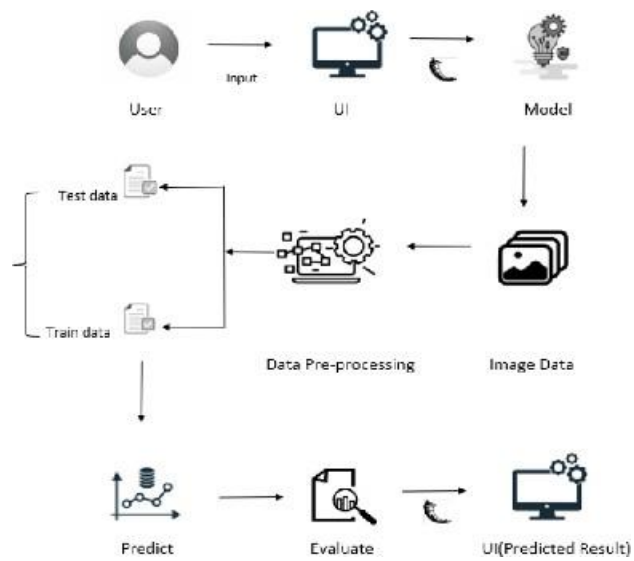 Input
User
UI
Model
Test data
Train data
Data Pre-processing
Image Data
Predict
Evaluate
UI(Predicted Result)